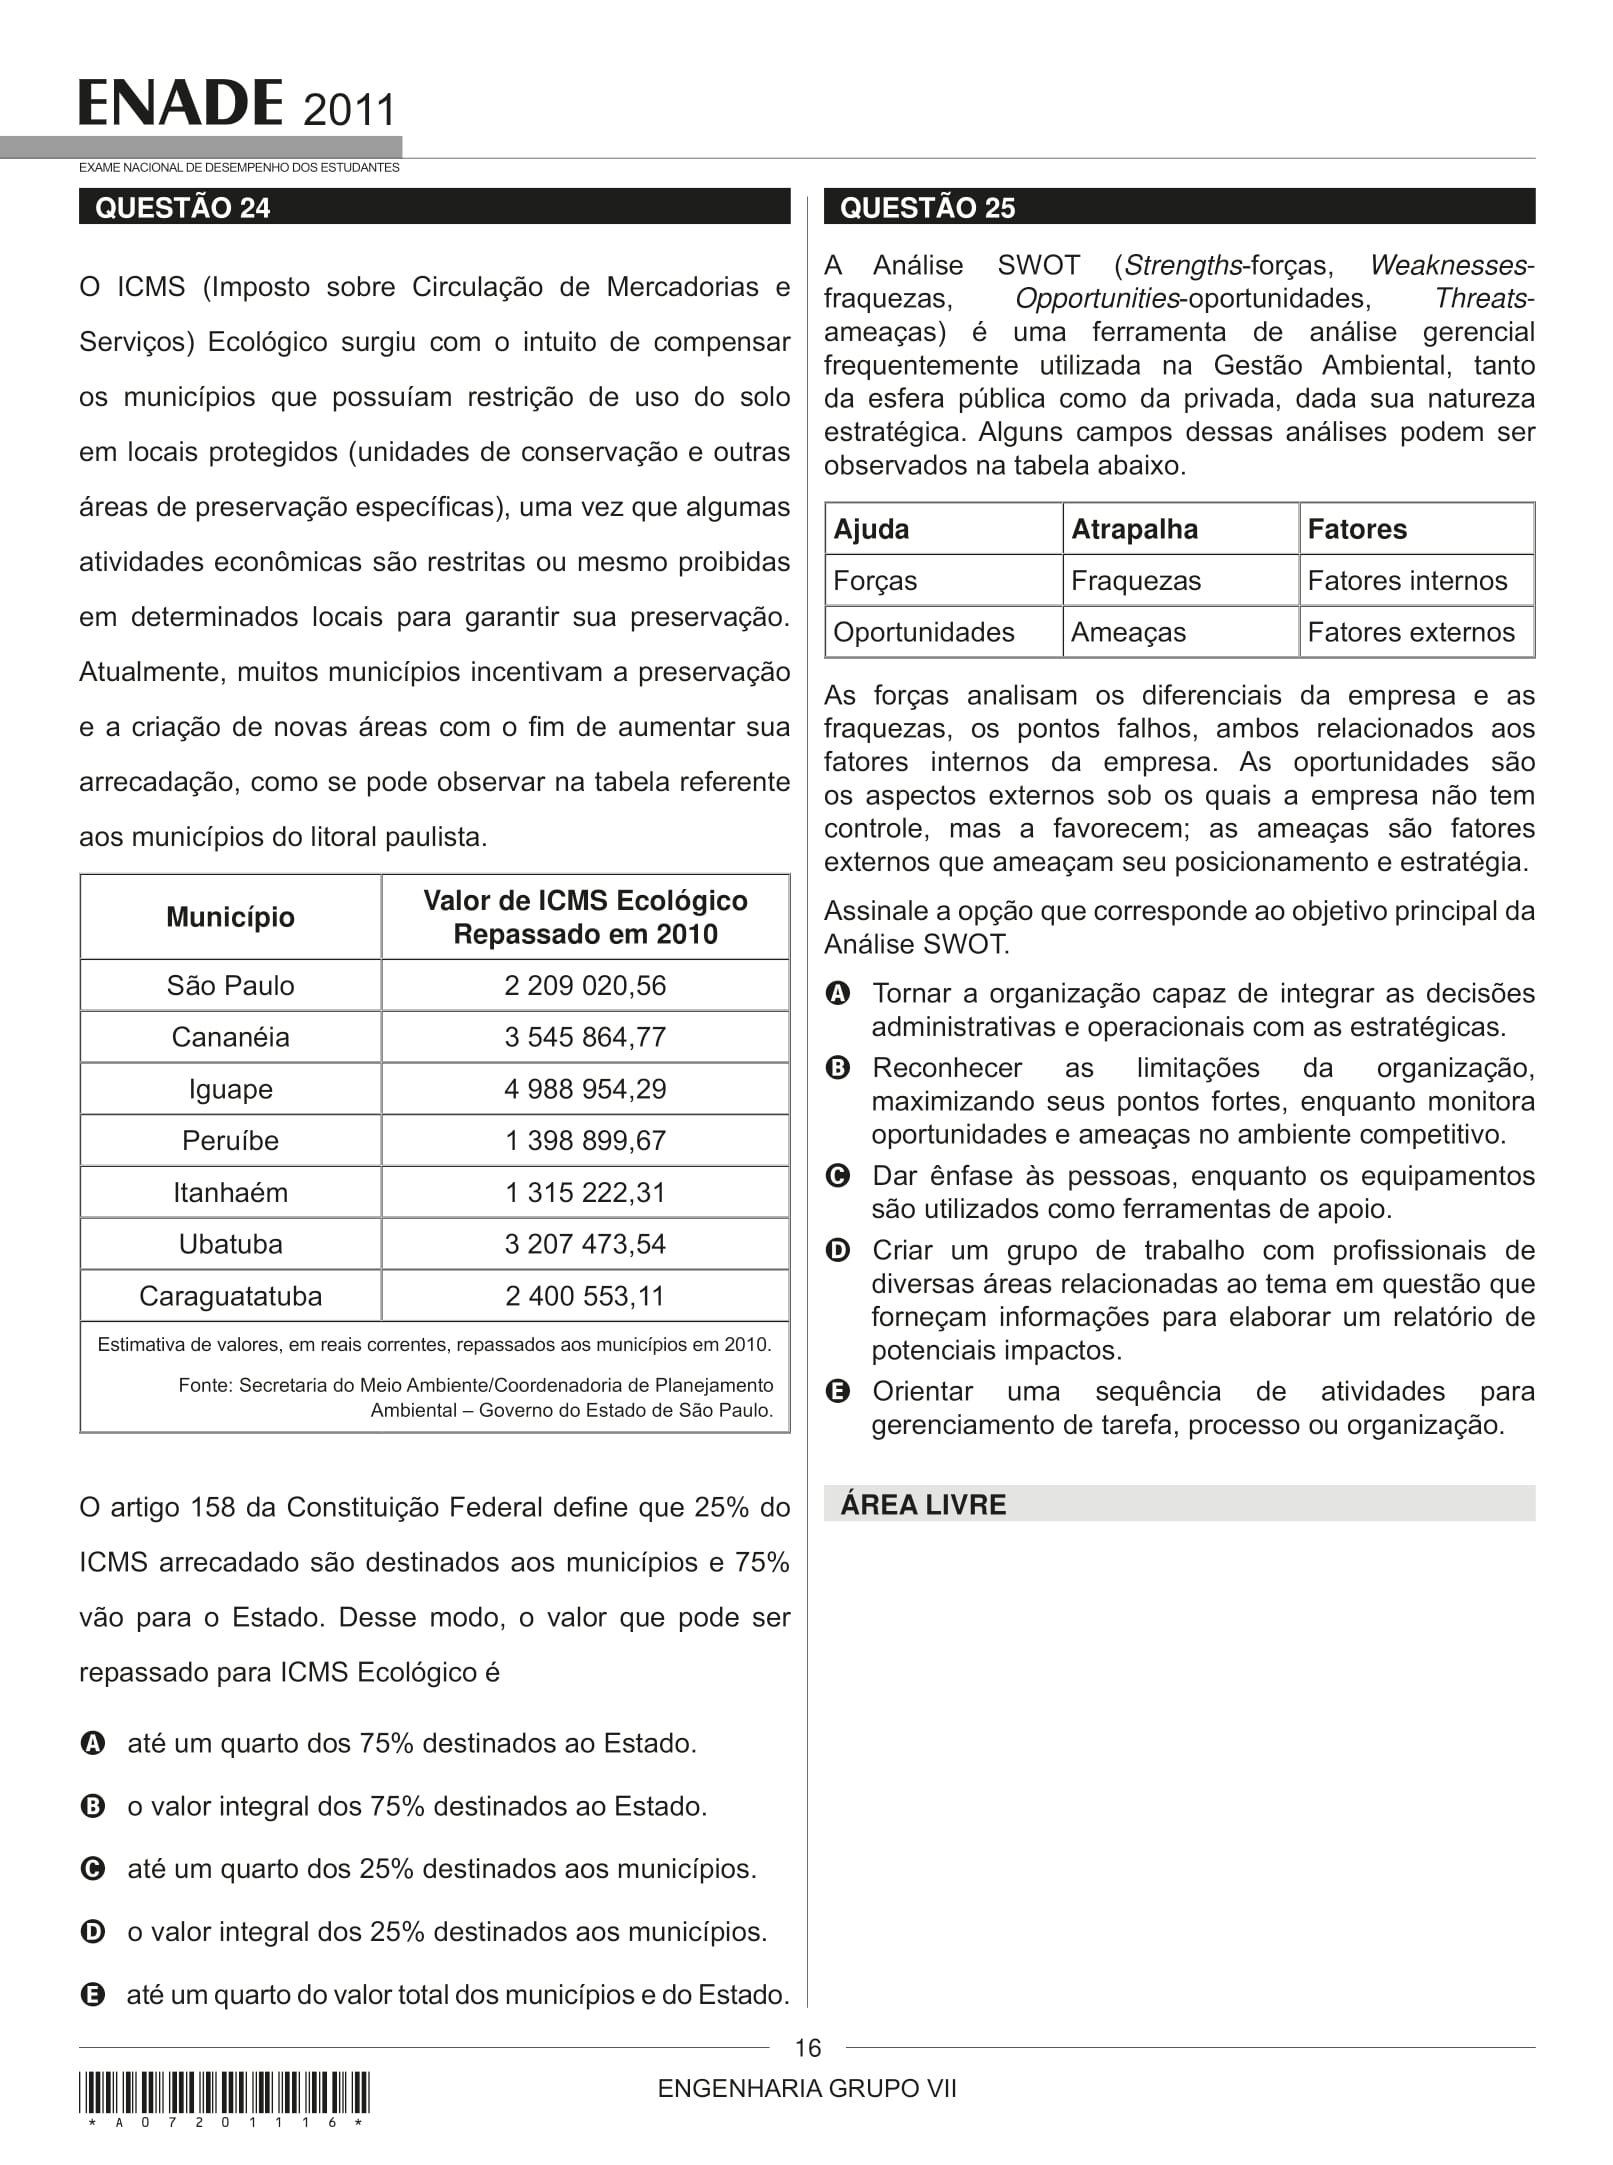 ENADE 2011
EXAME NACIONAL DE DESEMPENHO DOS ESTUDANTES
QUESTÃO 24
O ICMS (Imposto sobre Circulação de Mercadorias e
Serviços) Ecológico surgiu com o intuito de compensar
os municípios que possuíam restrição de uso do solo
em locais protegidos (unidades de conservação e outras
áreas de preservação específicas), uma vez que algumas
atividades econômicas são restritas ou mesmo proibidas
em determinados locais para garantir sua preservação.
Atualmente, muitos municípios incentivam a preservação
e a criação de novas áreas com o fim de aumentar sua
arrecadação, como se pode observar na tabela referente
aos municípios do litoral paulista.
Município
Valor de ICMS Ecológico
Repassado em 2010
São Paulo 2 209 020,56
Cananéia 3 545 864,77
Iguape 4 988 954,29
Peruíbe 1 398 899,67
Itanhaém 1 315 222,31
Ubatuba 3 207 473,54
Caraguatatuba 2 400 553,11
Estimativa de valores, em reais correntes, repassados aos municípios em 2010.
Fonte: Secretaria do Meio Ambiente/Coordenadoria de Planejamento
Ambiental – Governo do Estado de São Paulo.
O artigo 158 da Constituição Federal define que 25% do
ICMS arrecadado são destinados aos municípios e 75%
vão para o Estado. Desse modo, o valor que pode ser
repassado para ICMS Ecológico é
A até um quarto dos 75% destinados ao Estado.
B o valor integral dos 75% destinados ao Estado.
C até um quarto dos 25% destinados aos municípios.
D o valor integral dos 25% destinados aos municípios.
E até um quarto do valor total dos municípios e do Estado.
QUESTÃO 25
A Análise SWOT (Strengths-forças, Weaknesses-
fraquezas, Opportunities-oportunidades, Threats-
ameaças) é uma ferramenta de análise gerencial
frequentemente utilizada na Gestão Ambiental, tanto
da esfera pública como da privada, dada sua natureza
estratégica. Alguns campos dessas análises podem ser
observados na tabela abaixo.
Ajuda Atrapalha Fatores
Forças Fraquezas Fatores internos
Oportunidades Ameaças Fatores externos
As forças analisam os diferenciais da empresa e as
fraquezas, os pontos falhos, ambos relacionados aos
fatores internos da empresa. As oportunidades são
os aspectos externos sob os quais a empresa não tem
controle, mas a favorecem; as ameaças são fatores
externos que ameaçam seu posicionamento e estratégia.
Assinale a opção que corresponde ao objetivo principal da
Análise SWOT.
A Tornar a organização capaz de integrar as decisões
administrativas e operacionais com as estratégicas.
B Reconhecer as limitações da organização,
maximizando seus pontos fortes, enquanto monitora
oportunidades e ameaças no ambiente competitivo.
C Dar ênfase às pessoas, enquanto os equipamentos
são utilizados como ferramentas de apoio.
D Criar um grupo de trabalho com profissionais de
diversas áreas relacionadas ao tema em questão que
forneçam informações para elaborar um relatório de
potenciais impactos.
E Orientar uma sequência de atividades para
gerenciamento de tarefa, processo ou organização.
ÁREA LIVRE
16
ENGENHARIA GRUPO VII
*A07201116*